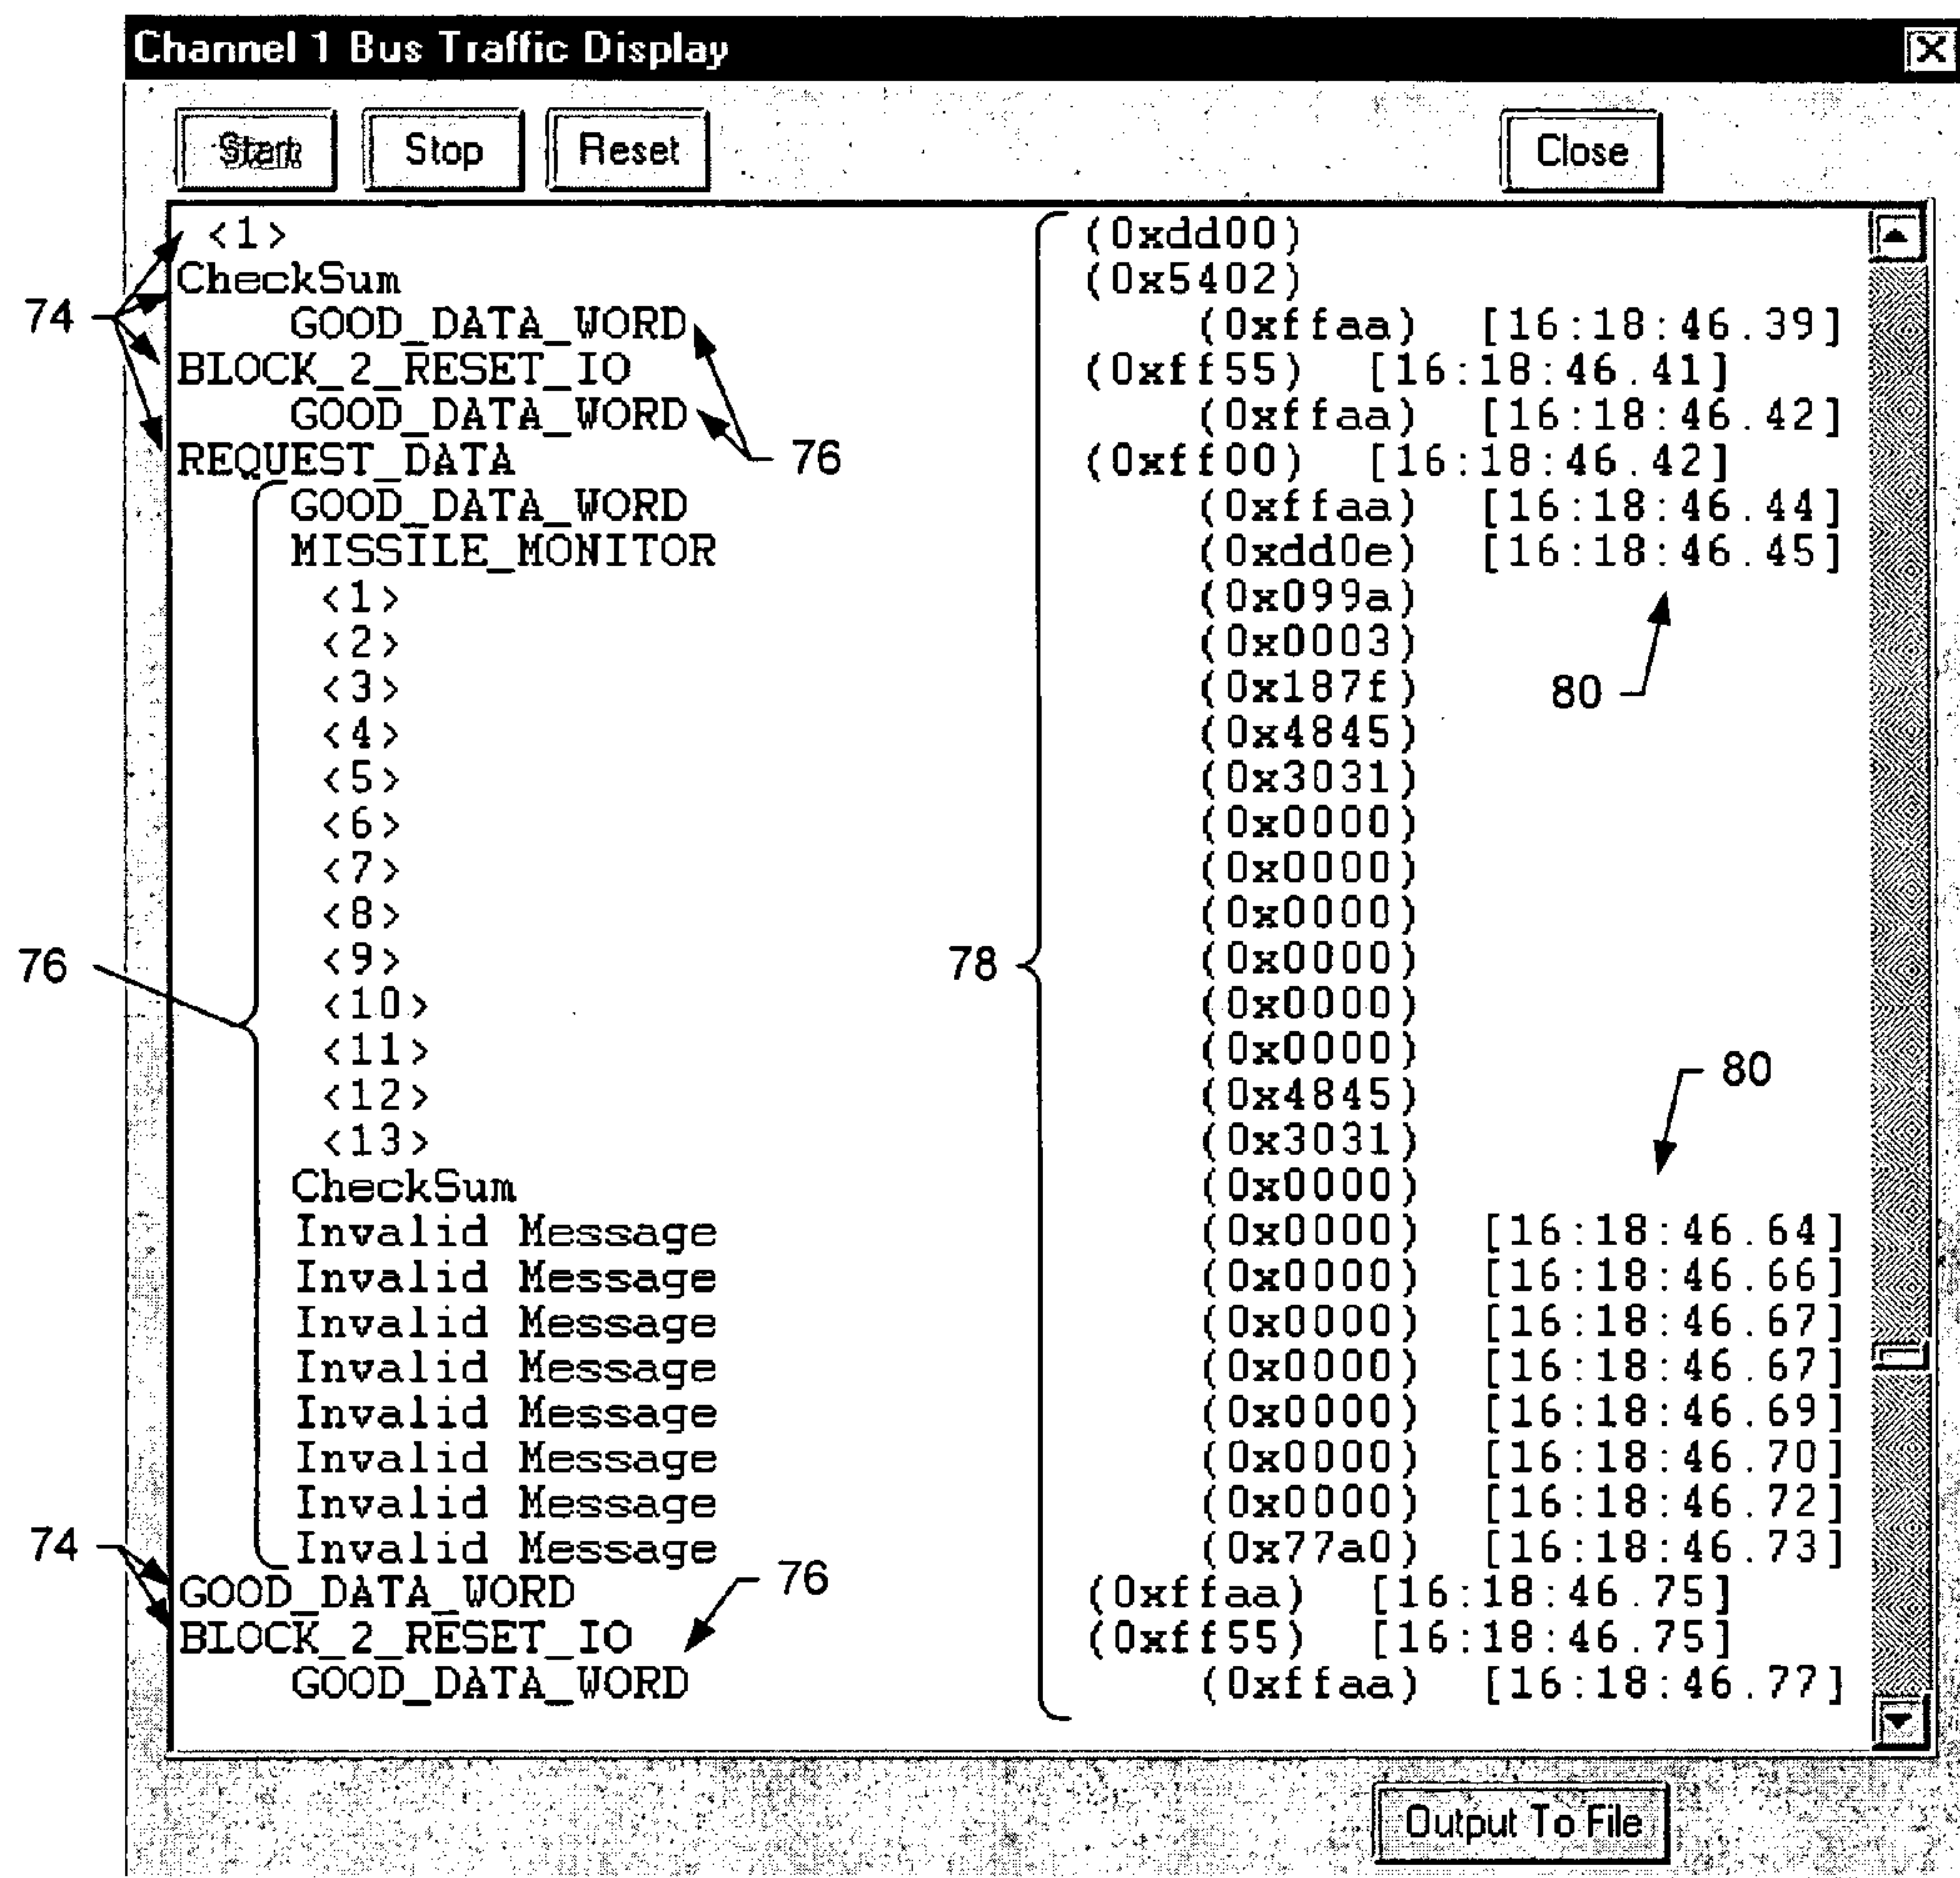 Channel 1 Bus Traffic Display
Start Stop Reset Close
<1> (0xdd00)
CheckSum (0x5402)
74 GOOD_DATA_WORD (0xffaa) [16:18:46.39]
BLOCK_2_RESET_IO (0xff55) [16:18:46.41]
GOOD_DATA_WORD (0xffaa) [16:18:46.42]
REQUEST_DATA 76 (0xff00) [16:18:46.42]
GOOD_DATA_WORD (0xffaa) [16:18:46.44]
MISSILE_MONITOR (0xdd0e) [16:18:46.45]
<1> (0x099a)
<2> (0x0003)
<3> (0x187f) 80
<4> (0x4845)
<5> (0x3031)
<6> (0x0000)
<7> (0x0000)
<8> (0x0000)
76 <9> 78 (0x0000)
<10> (0x0000)
<11> (0x0000) 80
<12> (0x4845)
<13> (0x3031)
CheckSum (0x0000)
Invalid Message (0x0000) [16:18:46.64]
Invalid Message (0x0000) [16:18:46.66]
Invalid Message (0x0000) [16:18:46.67]
Invalid Message (0x0000) [16:18:46.67]
Invalid Message (0x0000) [16:18:46.69]
Invalid Message (0x0000) [16:18:46.70]
Invalid Message (0x0000) [16:18:46.72]
74 Invalid Message (0x77a0) [16:18:46.73]
GOOD_DATA_WORD 76 (0xffaa) [16:18:46.75]
BLOCK_2_RESET_IO (0xff55) [16:18:46.75]
GOOD_DATA_WORD (0xffaa) [16:18:46.77]
Output To File